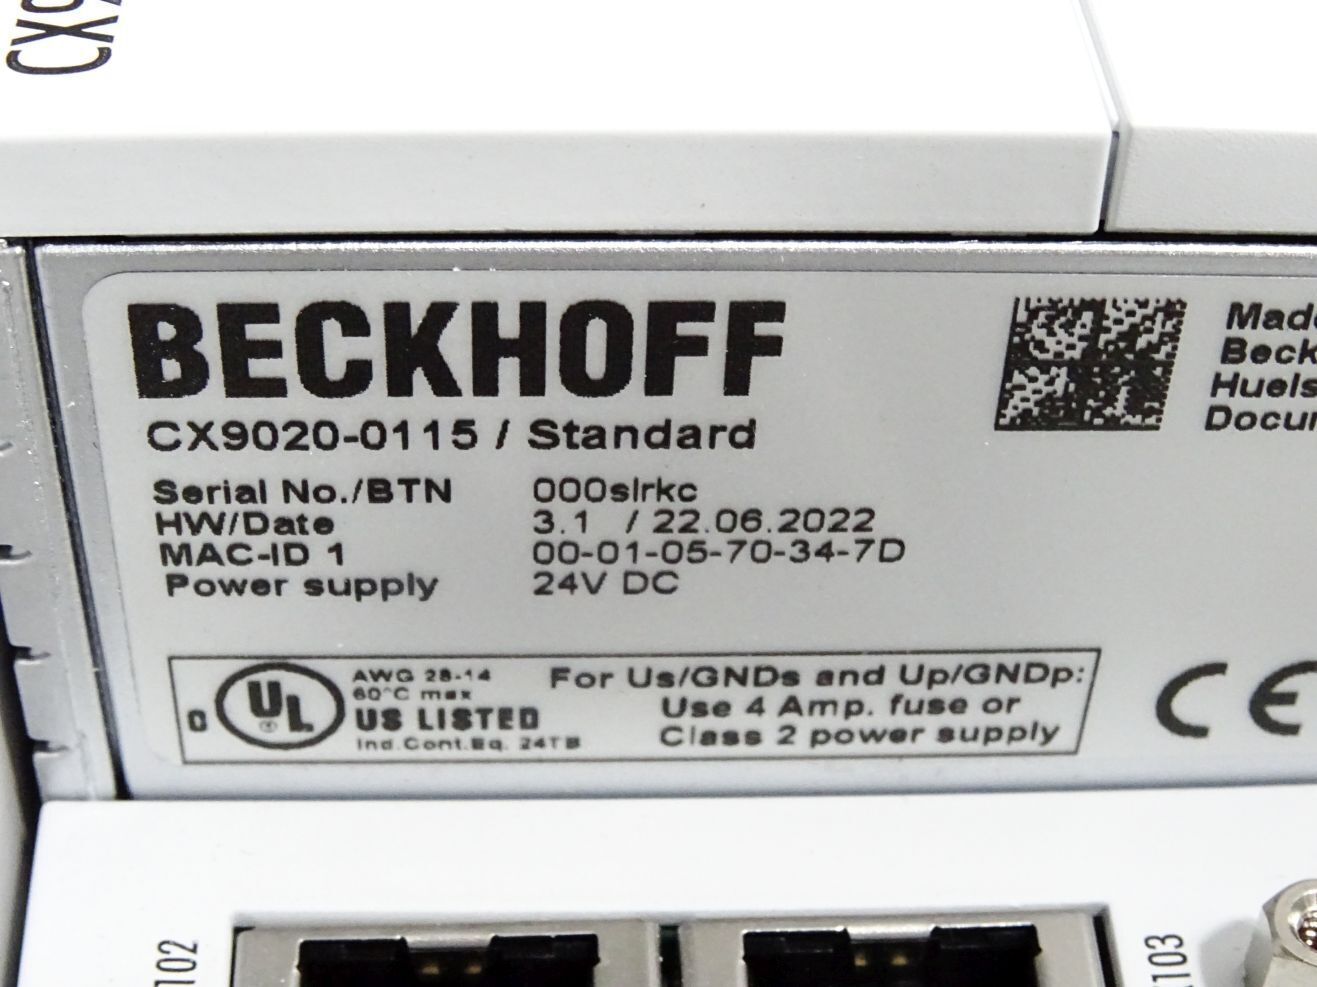 CX9
BECKHOFF
CX9020-0115 / Standard
Serial No./BTN 000slrkc
HW/Date 3.1 / 22.06.2022
MAC-ID 1 00-01-05-70-34-7D
Power supply 24V DC
Made
Beck
Huels
Docum
C UL US LISTED
AWG 28-14
60°C max
Ind.Cont.Eq. 24TB
For Us/GNDs and Up/GNDp:
Use 4 Amp. fuse or
Class 2 power supply
CE
102
103